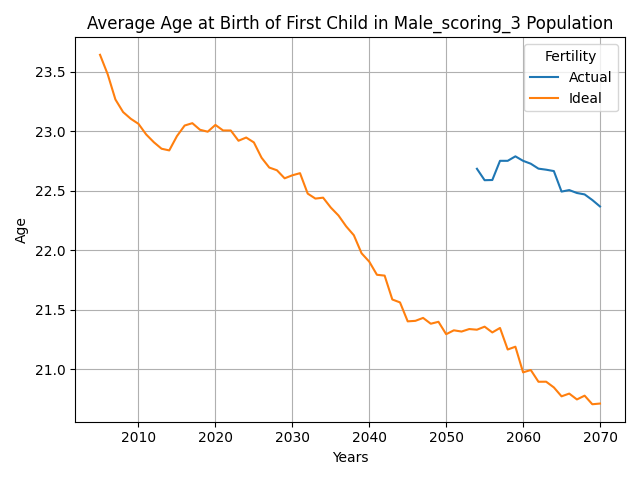 Average Age at Birth of First Child in Male_scoring_3 Population
Fertility
Actual
Ideal
23.5
23.0
22.5
22.0
21.5
21.0
Age
2010 2020 2030 2040 2050 2060 2070
Years